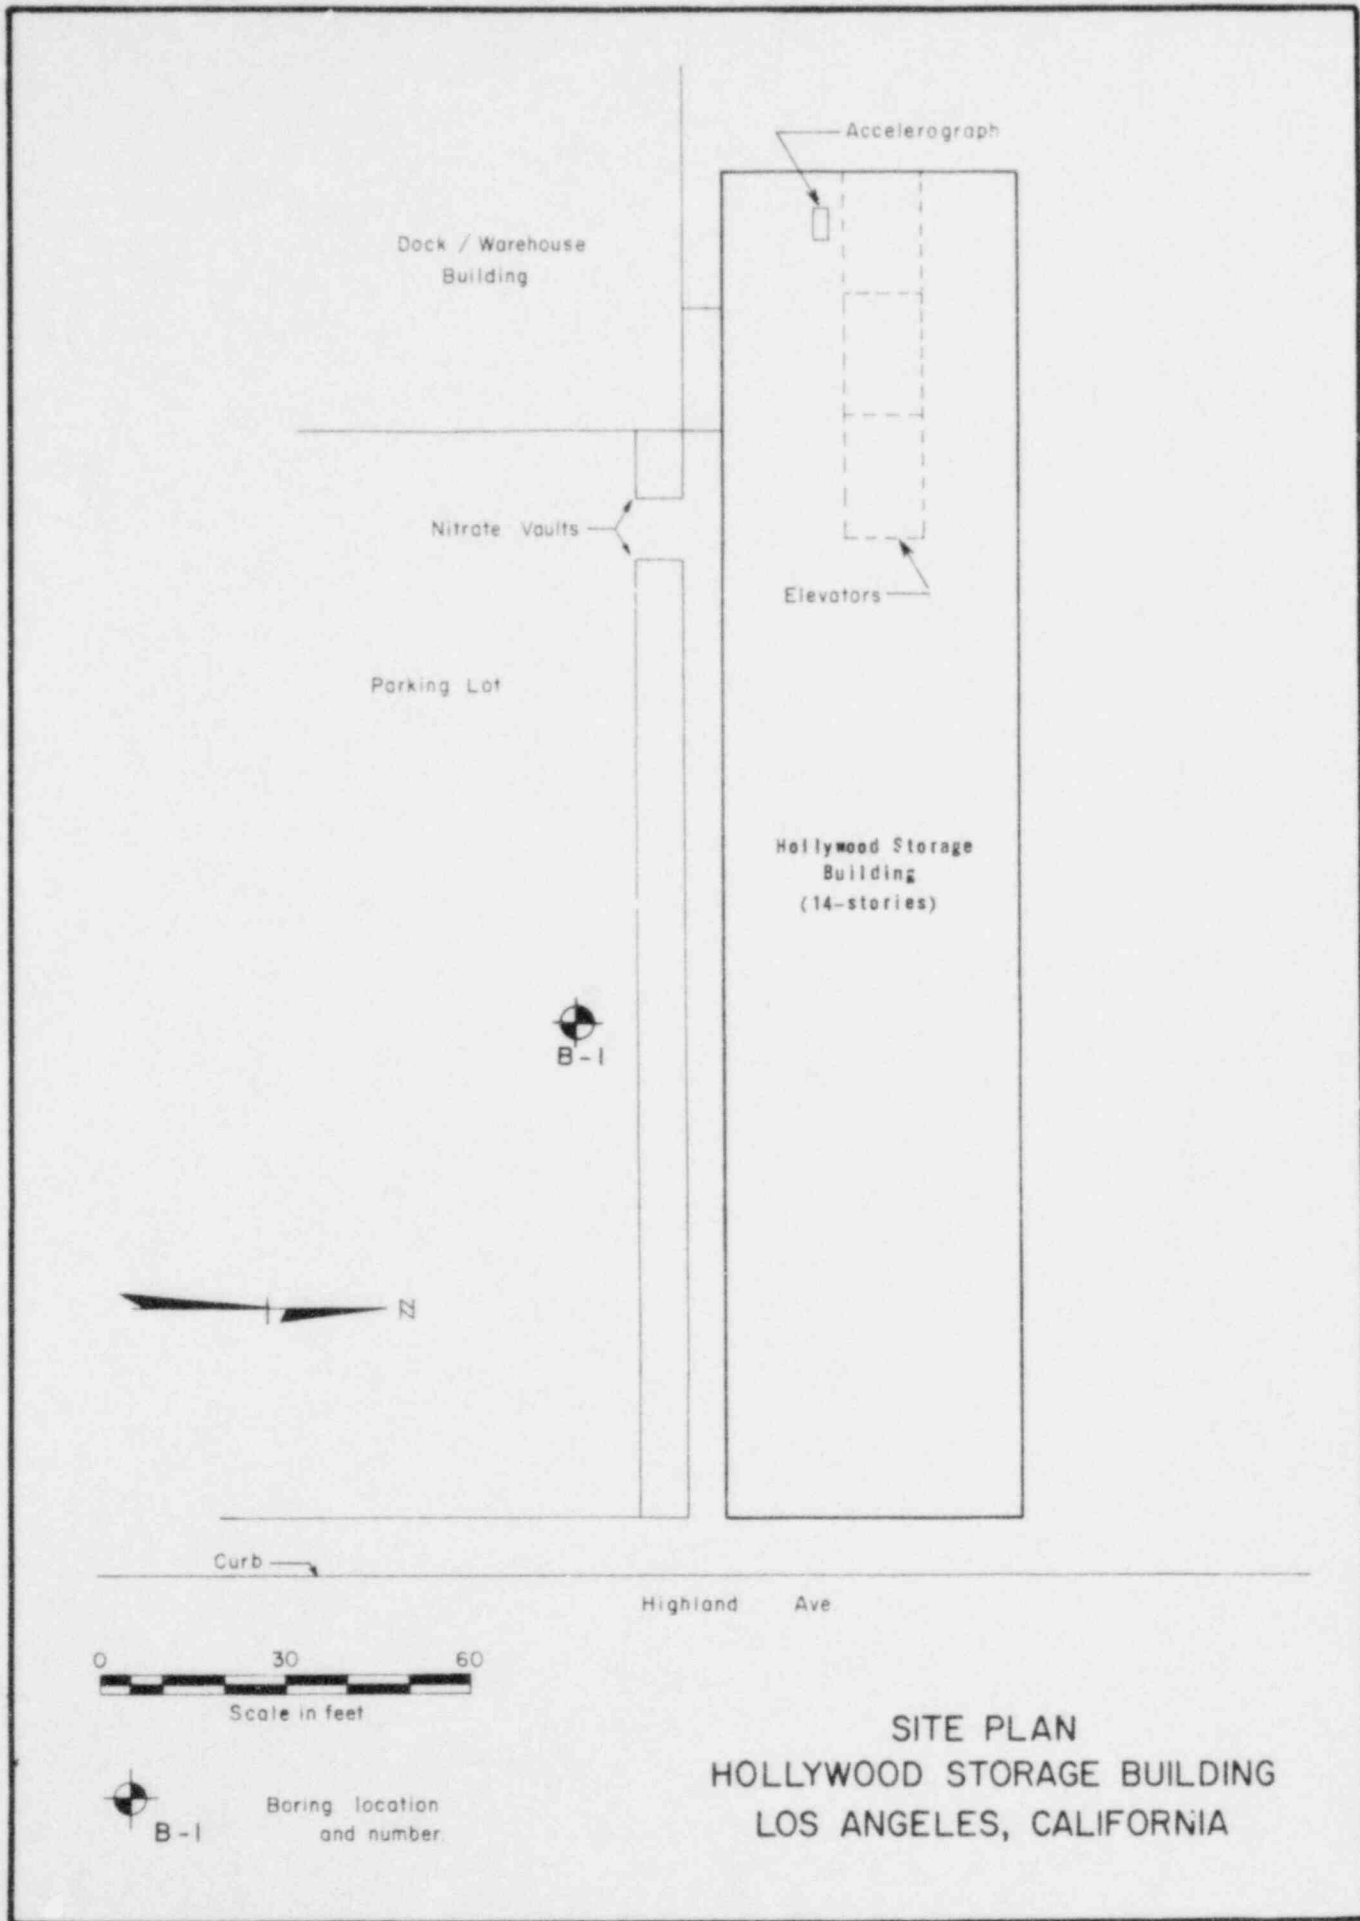 Accelerograph
Dock / Warehouse
Building
Nitrate Vaults
Elevators
Parking Lot
Hollywood Storage
Building
(14-stories)
B-1
N
Curb
Highland Ave.
0 30 60
Scale in feet
B-1
Boring location
and number.
SITE PLAN
HOLLYWOOD STORAGE BUILDING
LOS ANGELES, CALIFORNIA